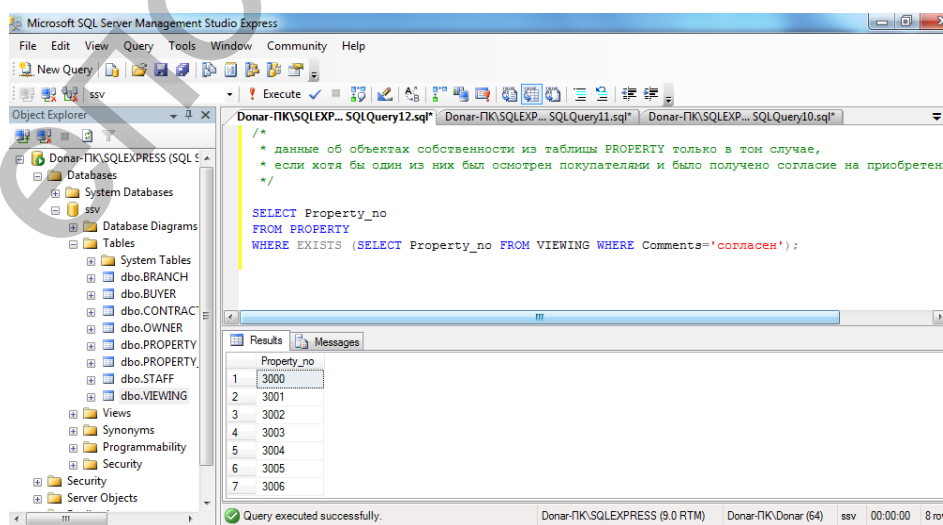 Microsoft SQL Server Management Studio Express
File Edit View Query Tools Window Community Help
New Query
ssv Execute
Object Explorer
Donar-ПК\SQLEXP... SQLQuery12.sql* Donar-ПК\SQLEXP... SQLQuery11.sql* Donar-ПК\SQLEXP... SQLQuery10.sql*
Donar-ПК\SQLEXPRESS (SQL S
Databases
System Databases
ssv
Database Diagrams
Tables
System Tables
dbo.BRANCH
dbo.BUYER
dbo.CONTRAC
dbo.OWNER
dbo.PROPERTY
dbo.PROPERTY_
dbo.STAFF
dbo.VIEWING
Views
Synonyms
Programmability
Security
Security
Server Objects
/*
* данные об объектах собственности из таблицы PROPERTY только в том случае,
* если хотя бы один из них был осмотрен покупателями и было получено согласие на приобретен
*/
SELECT Property_no
FROM PROPERTY
WHERE EXISTS (SELECT Property_no FROM VIEWING WHERE Comments='согласен');
Results Messages
Property_no
1 3000
2 3001
3 3002
4 3003
5 3004
6 3005
7 3006
Query executed successfully. Donar-ПК\SQLEXPRESS (9.0 RTM) Donar-ПК\Donar (64) ssv 00:00:00 8 ro